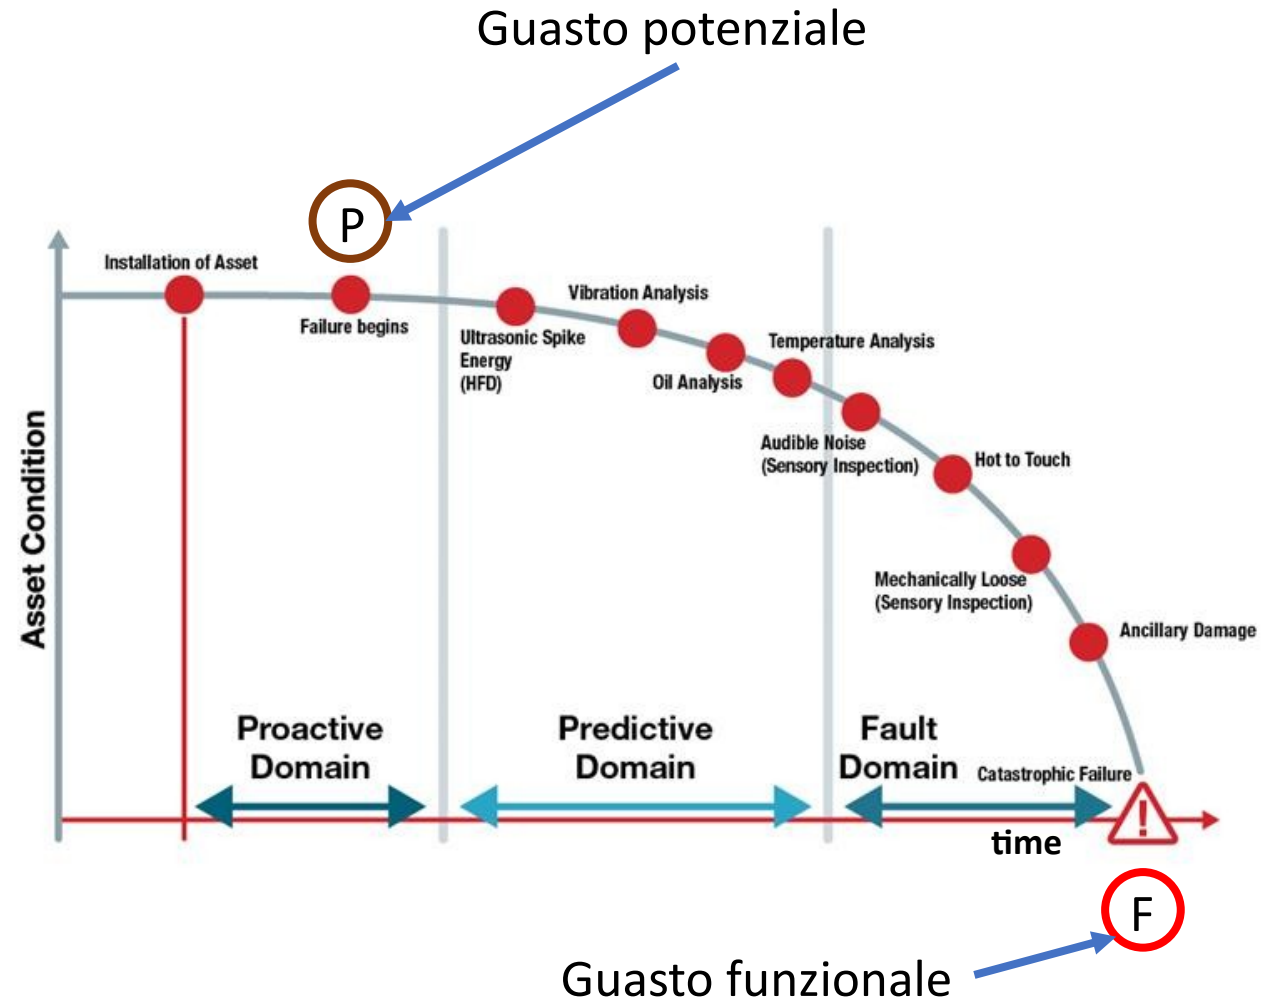 Guasto potenziale
P
Installation of Asset
Failure begins
Vibration Analysis
Ultrasonic Spike
Energy
(HFD)
Temperature Analysis
Oil Analysis
Audible Noise
(Sensory Inspection)
Hot to Touch
Mechanically Loose
(Sensory Inspection)
Ancillary Damage
Asset Condition
Proactive
Domain
Predictive
Domain
Fault
Domain
Catastrophic Failure
!
time
F
Guasto funzionale